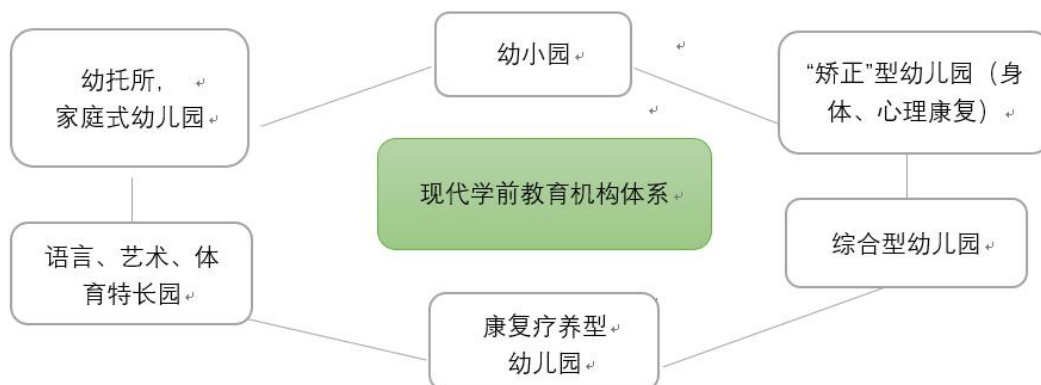 幼小园
幼托所,
家庭式幼儿园
“矫正”型幼儿园（身
体、心理康复）
现代学前教育机构体系
语言、艺术、体
育特长园
综合型幼儿园
康复疗养型
幼儿园